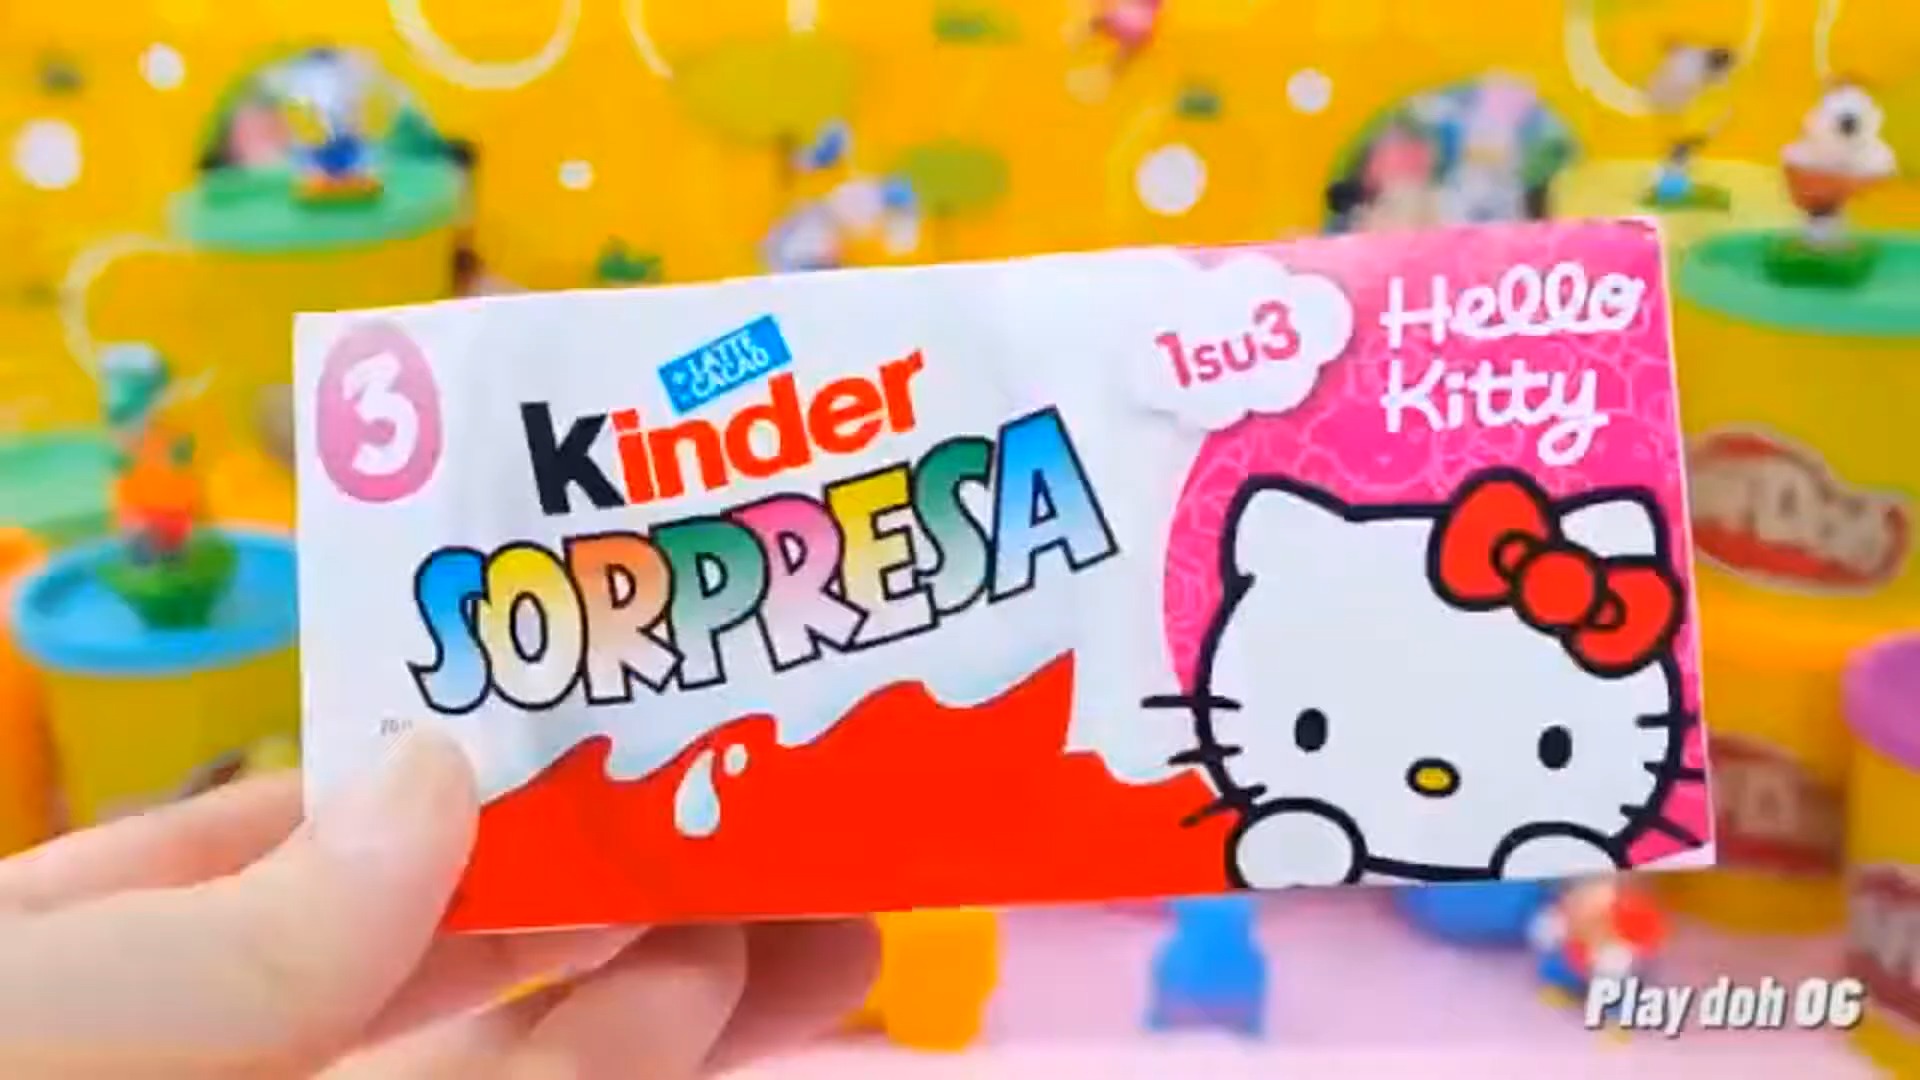 3
+LATTE
-CACAO
kinder
SORPRESA
1su3
Hello
Kitty
Play doh OG